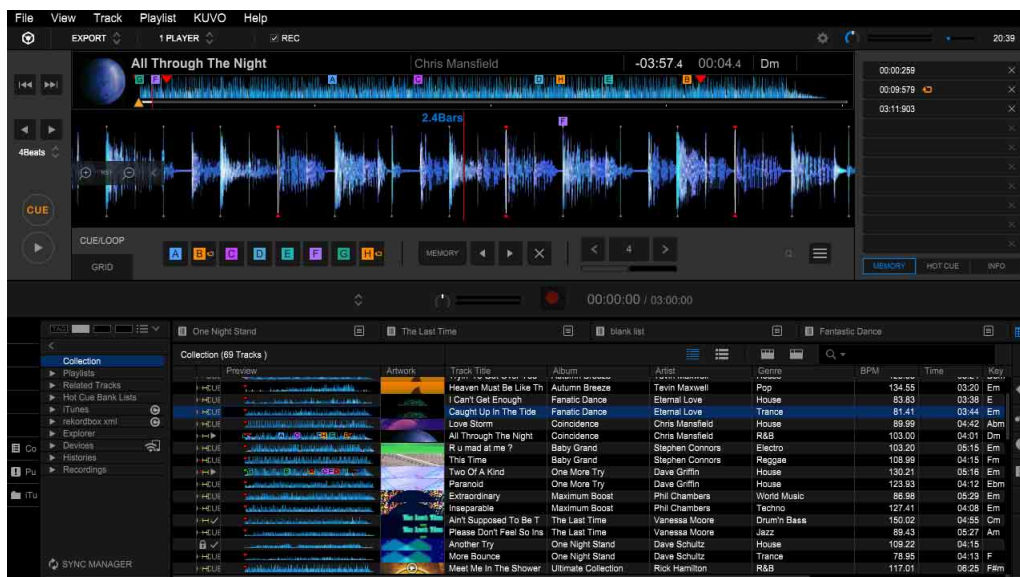 File View Track Playlist KUVO Help
EXPORT 1 PLAYER REC 20:39
All Through The Night Chris Mansfield -03:57.4 00:04.4 Dm
G F A C D H E B
2.4Bars
F
4Beats
CUE
CUE/LOOP
GRID
A B C D E F G H
MEMORY 4
00:00:259
00:09:579
03:11:903
MEMORY HOT CUE INFO
00:00:00 / 03:00:00
One Night Stand The Last Time blank list Fantastic Dance
Collection
Playlists
Related Tracks
Hot Cue Bank Lists
iTunes
rekordbox xml
Explorer
Devices
Histories
Recordings
SYNC MANAGER
Co
Pu
iTu
Collection (69 Tracks )
Preview Artwork Track Title Album Artist Genre BPM Time Key
Heaven Must Be Like Th Autumn Breeze Tevin Maxwell Pop 134.55 03:20 Em
I Can't Get Enough Fanatic Dance Eternal Love House 83.83 03:38 E
Caught Up In The Tide Fanatic Dance Eternal Love Trance 81.41 03:44 Em
Love Storm Coincidence Chris Mansfield House 89.99 04:42 Abm
All Through The Night Coincidence Chris Mansfield R&B 103.00 04:01 Dm
R u mad at me ? Baby Grand Stephen Connors Electro 103.20 05:15 Em
This Time Baby Grand Stephen Connors Reggae 108.99 04:15 Fm
Two Of A Kind One More Try Dave Griffin House 130.21 05:16 Em
Paranoid One More Try Dave Griffin House 123.93 04:12 Ebm
Extraordinary Maximum Boost Phil Chambers World Music 86.98 05:29 Em
Inseparable Maximum Boost Phil Chambers Techno 127.41 04:08 Em
Ain't Supposed To Be T The Last Time Vanessa Moore Drum'n Bass 150.02 04:55 Cm
Please Don't Feel So Ins The Last Time Vanessa Moore Jazz 89.43 05:27 Am
Another Try One Night Stand Dave Schultz House 109.22 04:15
More Bounce One Night Stand Dave Schultz Trance 78.95 04:13 F
Meet Me In The Shower Ultimate Collection Rick Hamilton R&B 117.01 06:25 F#m